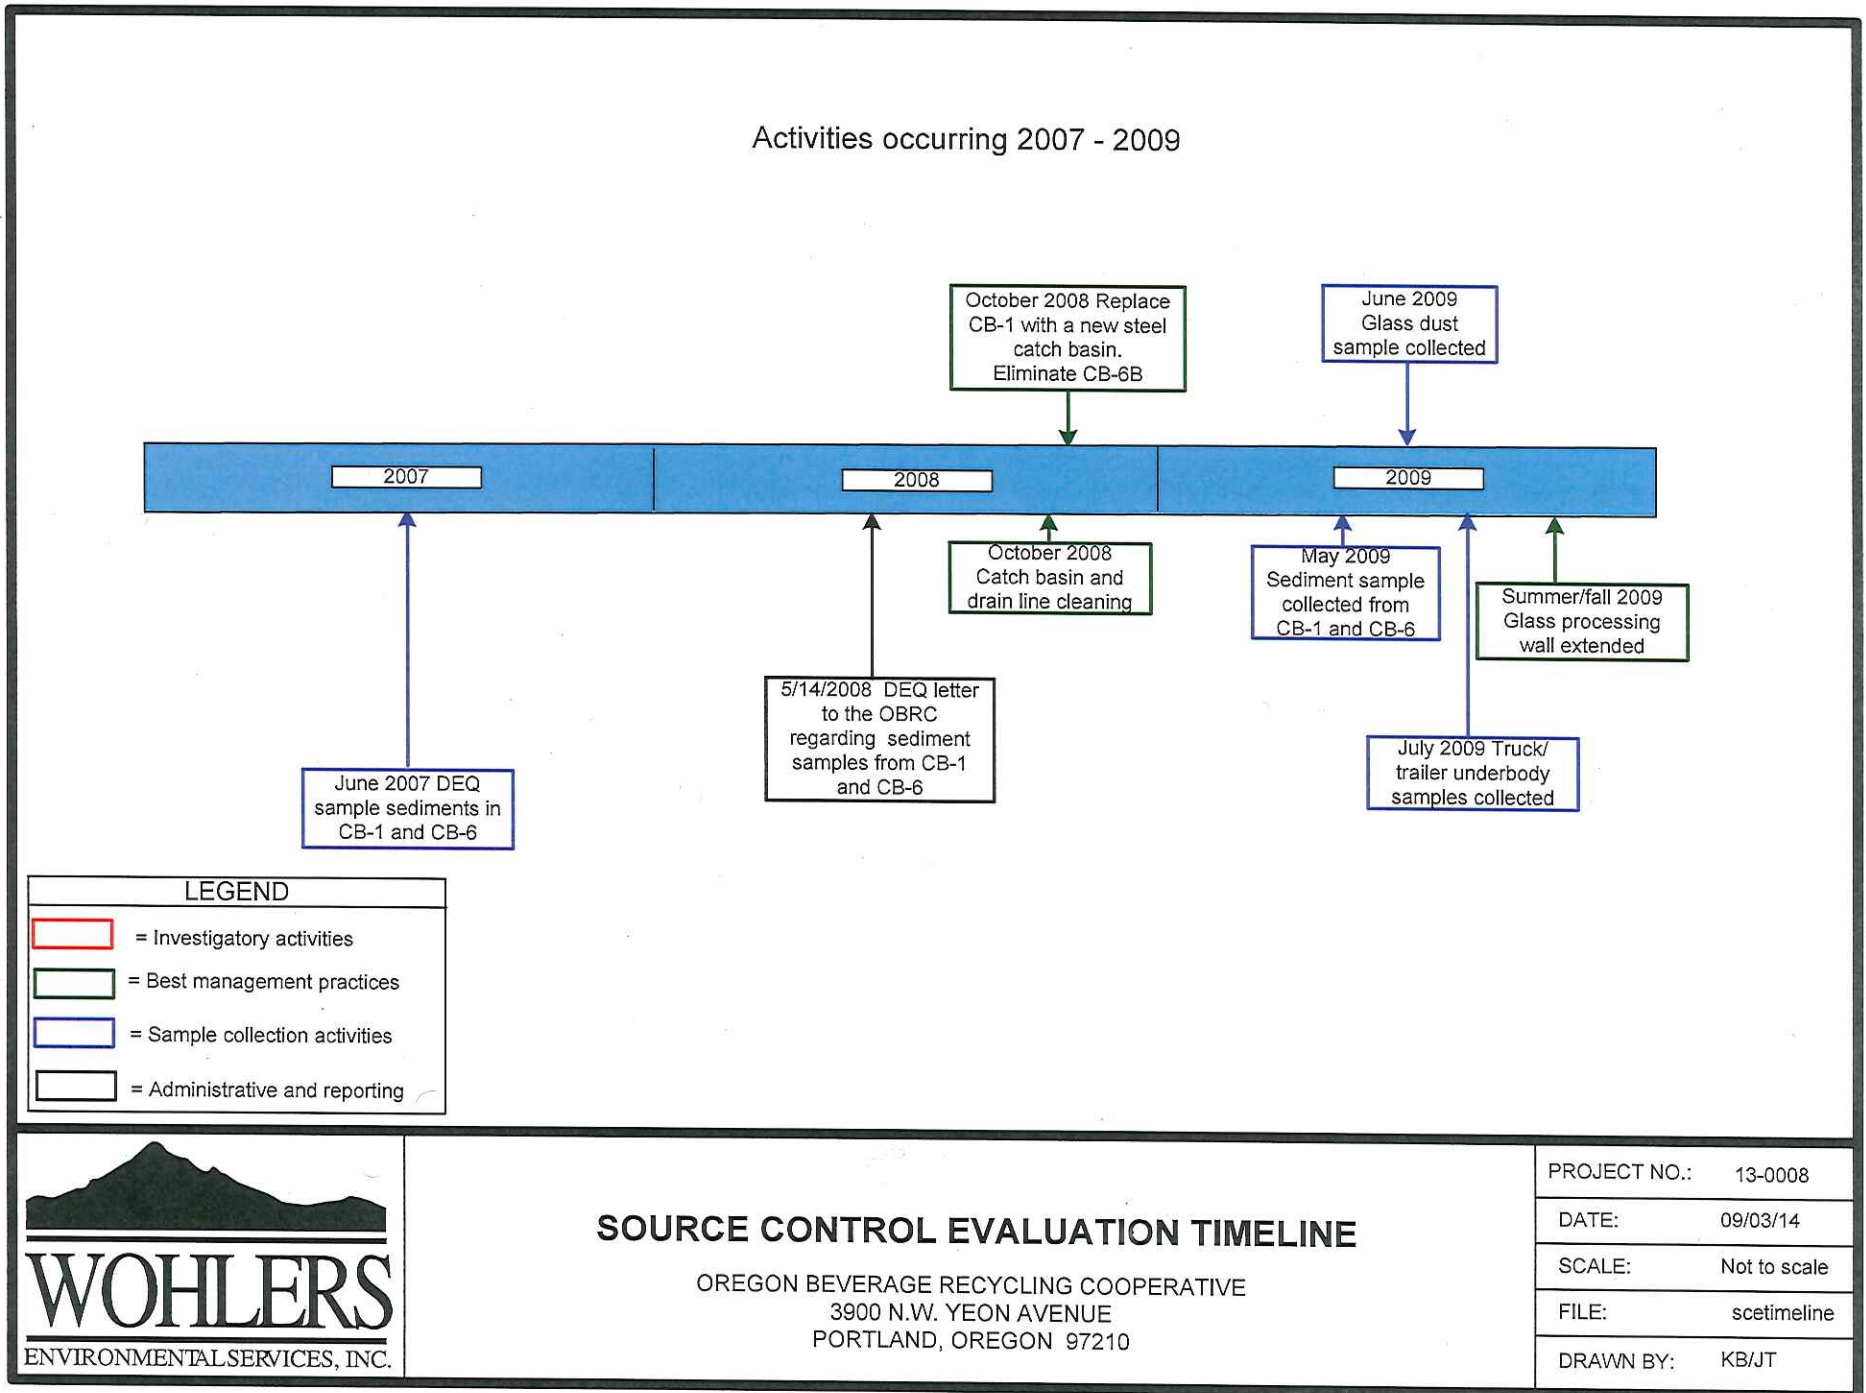 Activities occurring 2007 - 2009
October 2008 Replace
CB-1 with a new steel
catch basin.
Eliminate CB-6B
June 2009
Glass dust
sample collected
2007
2008
2009
October 2008
Catch basin and
drain line cleaning
May 2009
Sediment sample
collected from
CB-1 and CB-6
Summer/fall 2009
Glass processing
wall extended
5/14/2008 DEQ letter
to the OBRC
regarding sediment
samples from CB-1
and CB-6
July 2009 Truck/
trailer underbody
samples collected
June 2007 DEQ
sample sediments in
CB-1 and CB-6
LEGEND
= Investigatory activities
= Best management practices
= Sample collection activities
= Administrative and reporting
WOHLERS
ENVIRONMENTAL SERVICES, INC.
SOURCE CONTROL EVALUATION TIMELINE
OREGON BEVERAGE RECYCLING COOPERATIVE
3900 N.W. YEON AVENUE
PORTLAND, OREGON 97210
PROJECT NO.: 13-0008
DATE: 09/03/14
SCALE: Not to scale
FILE: scetimeline
DRAWN BY: KB/JT